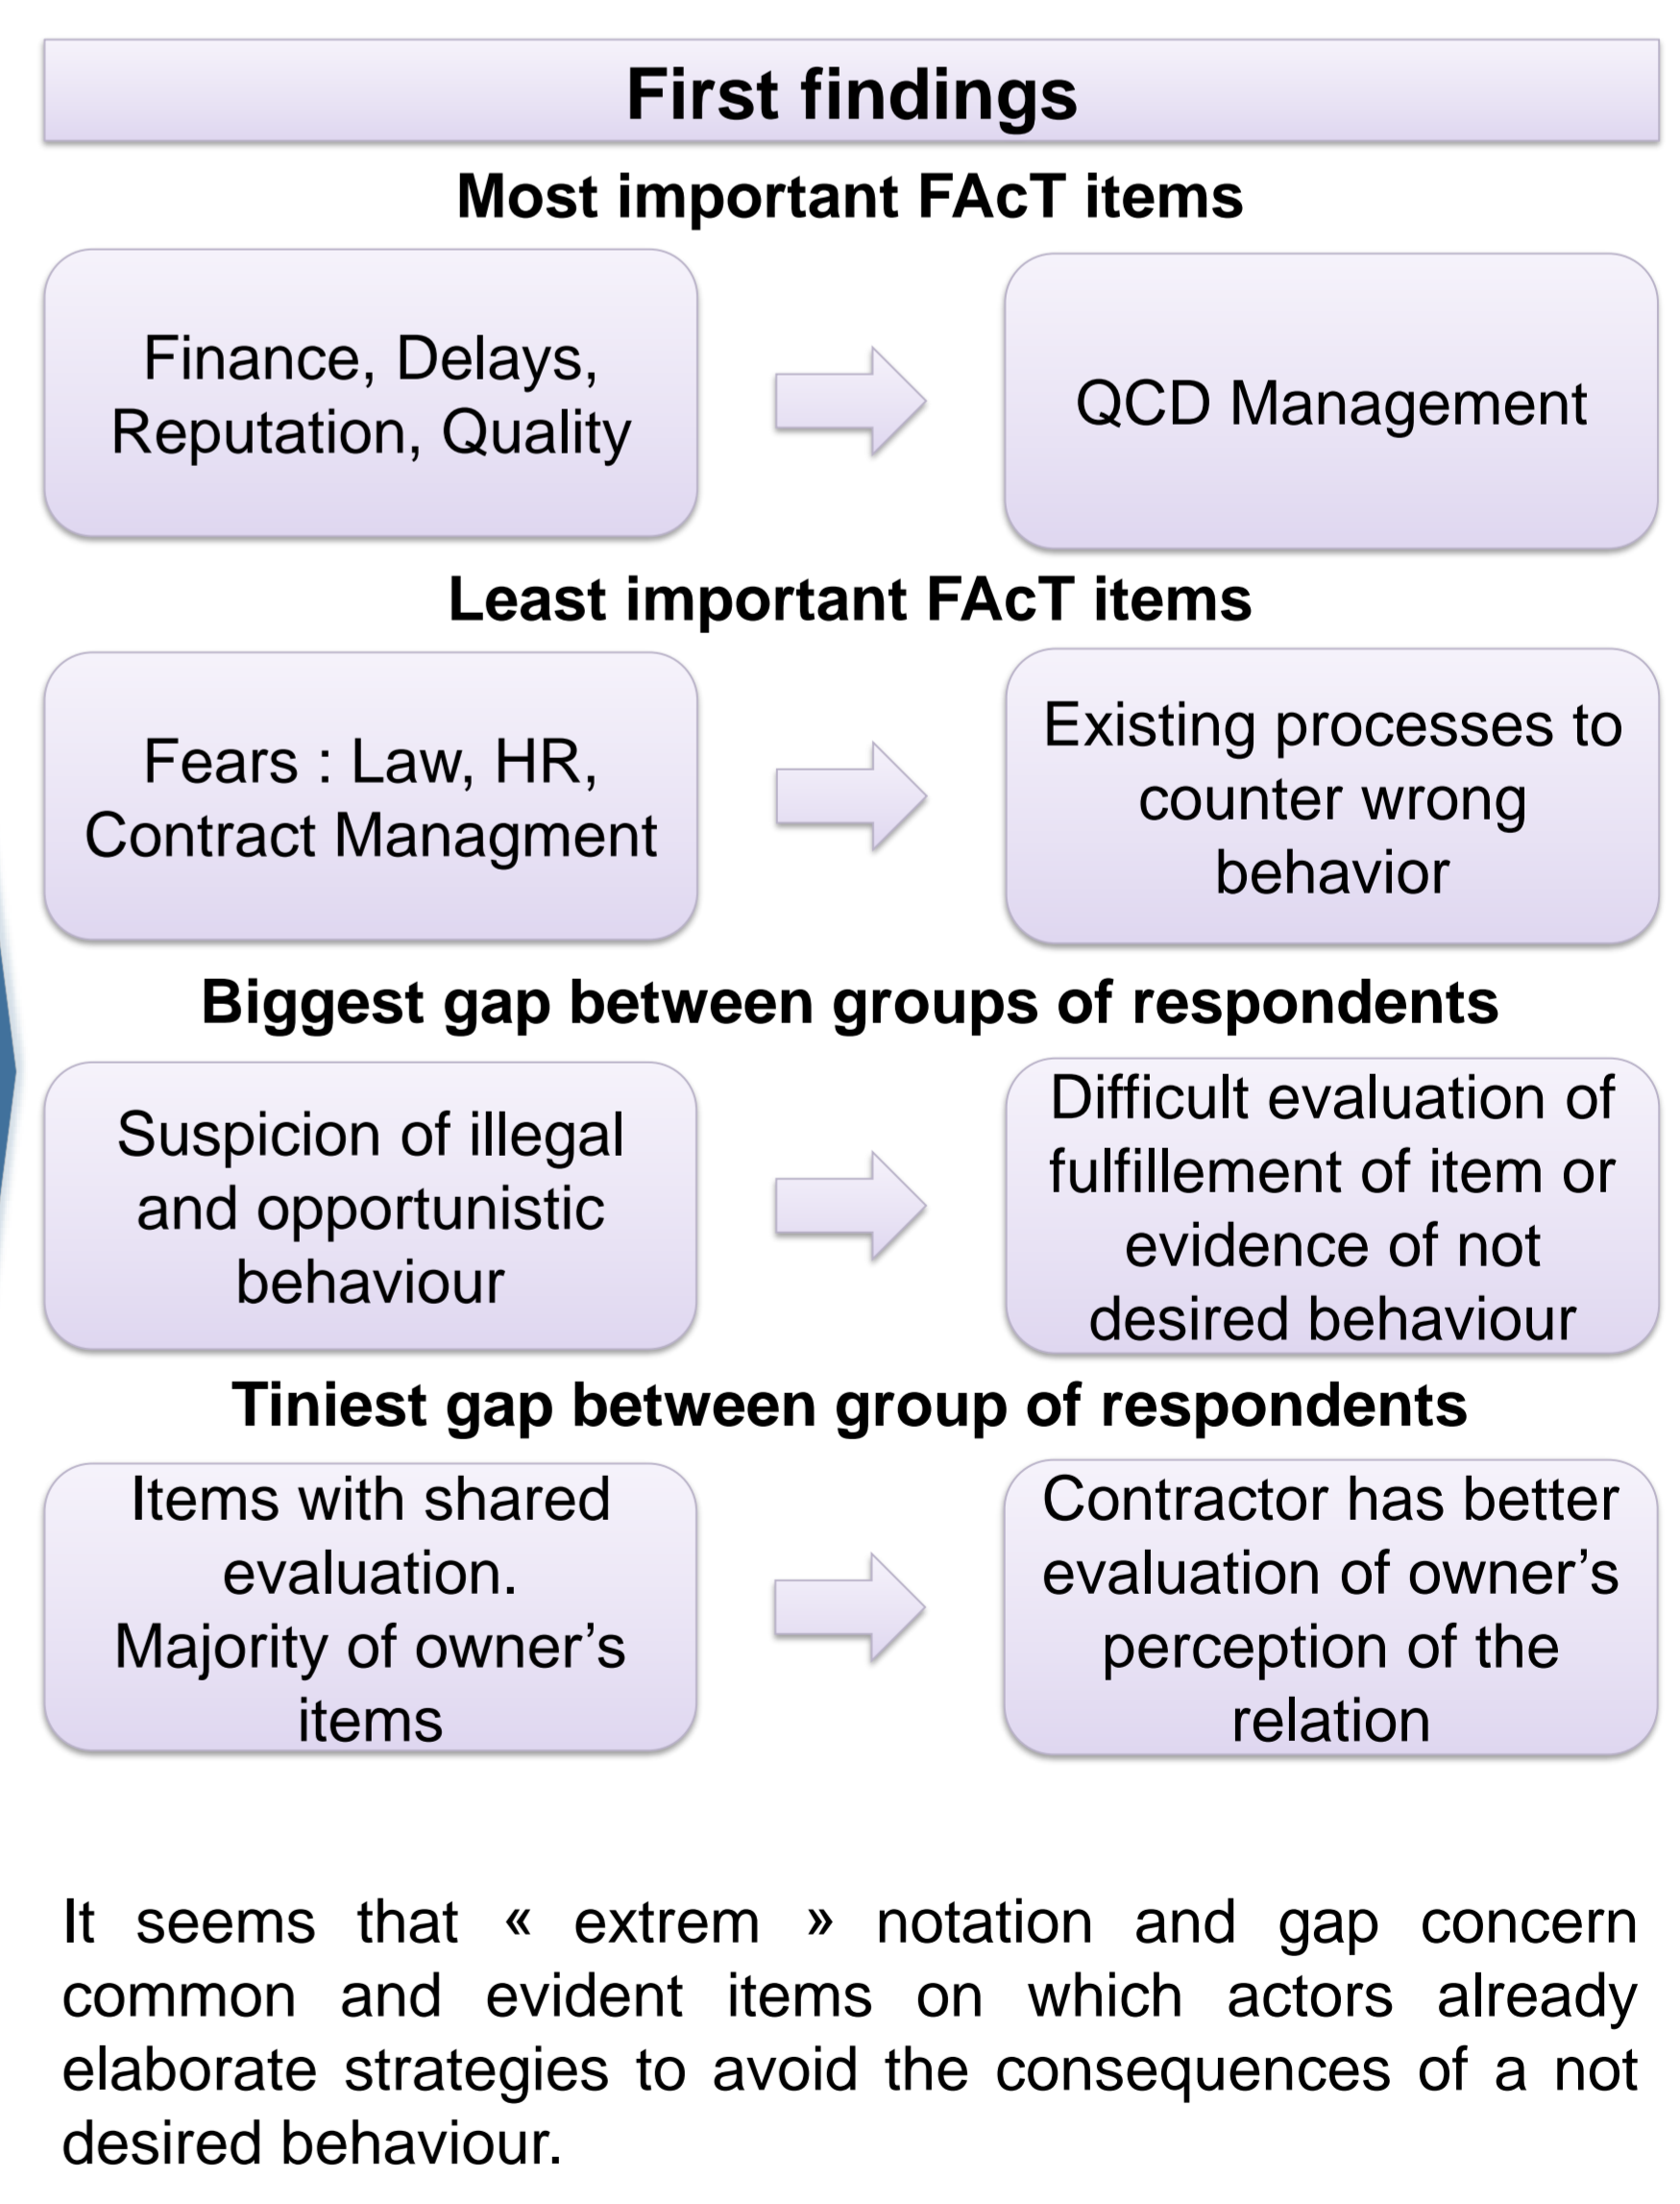 First findings
Most important FAcT items
Finance, Delays,
Reputation, Quality
QCD Management
Least important FAcT items
Fears : Law, HR,
Contract Managment
Existing processes to
counter wrong
behavior
Biggest gap between groups of respondents
Suspicion of illegal
and opportunistic
behaviour
Difficult evaluation of
fulfillement of item or
evidence of not
desired behaviour
Tiniest gap between group of respondents
Items with shared
evaluation.
Majority of owner’s
items
Contractor has better
evaluation of owner’s
perception of the
relation
It seems that « extrem » notation and gap concern
common and evident items on which actors already
elaborate strategies to avoid the consequences of a not
desired behaviour.